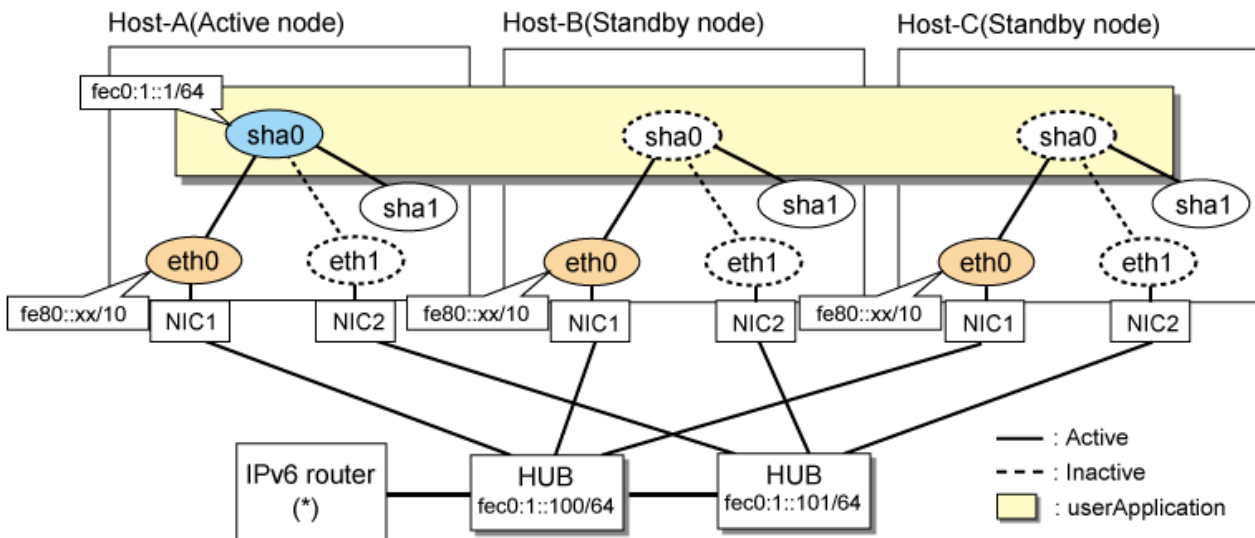 Host-A(Active node)
Host-B(Standby node)
Host-C(Standby node)
fec0:1::1/64
sha0
sha0
sha0
sha1
sha1
sha1
eth0
eth1
eth0
eth1
eth0
eth1
fe80::xx/10
fe80::xx/10
fe80::xx/10
NIC1
NIC2
NIC1
NIC2
NIC1
NIC2
IPv6 router
(*)
HUB
fec0:1::100/64
HUB
fec0:1::101/64
: Active
: Inactive
: userApplication